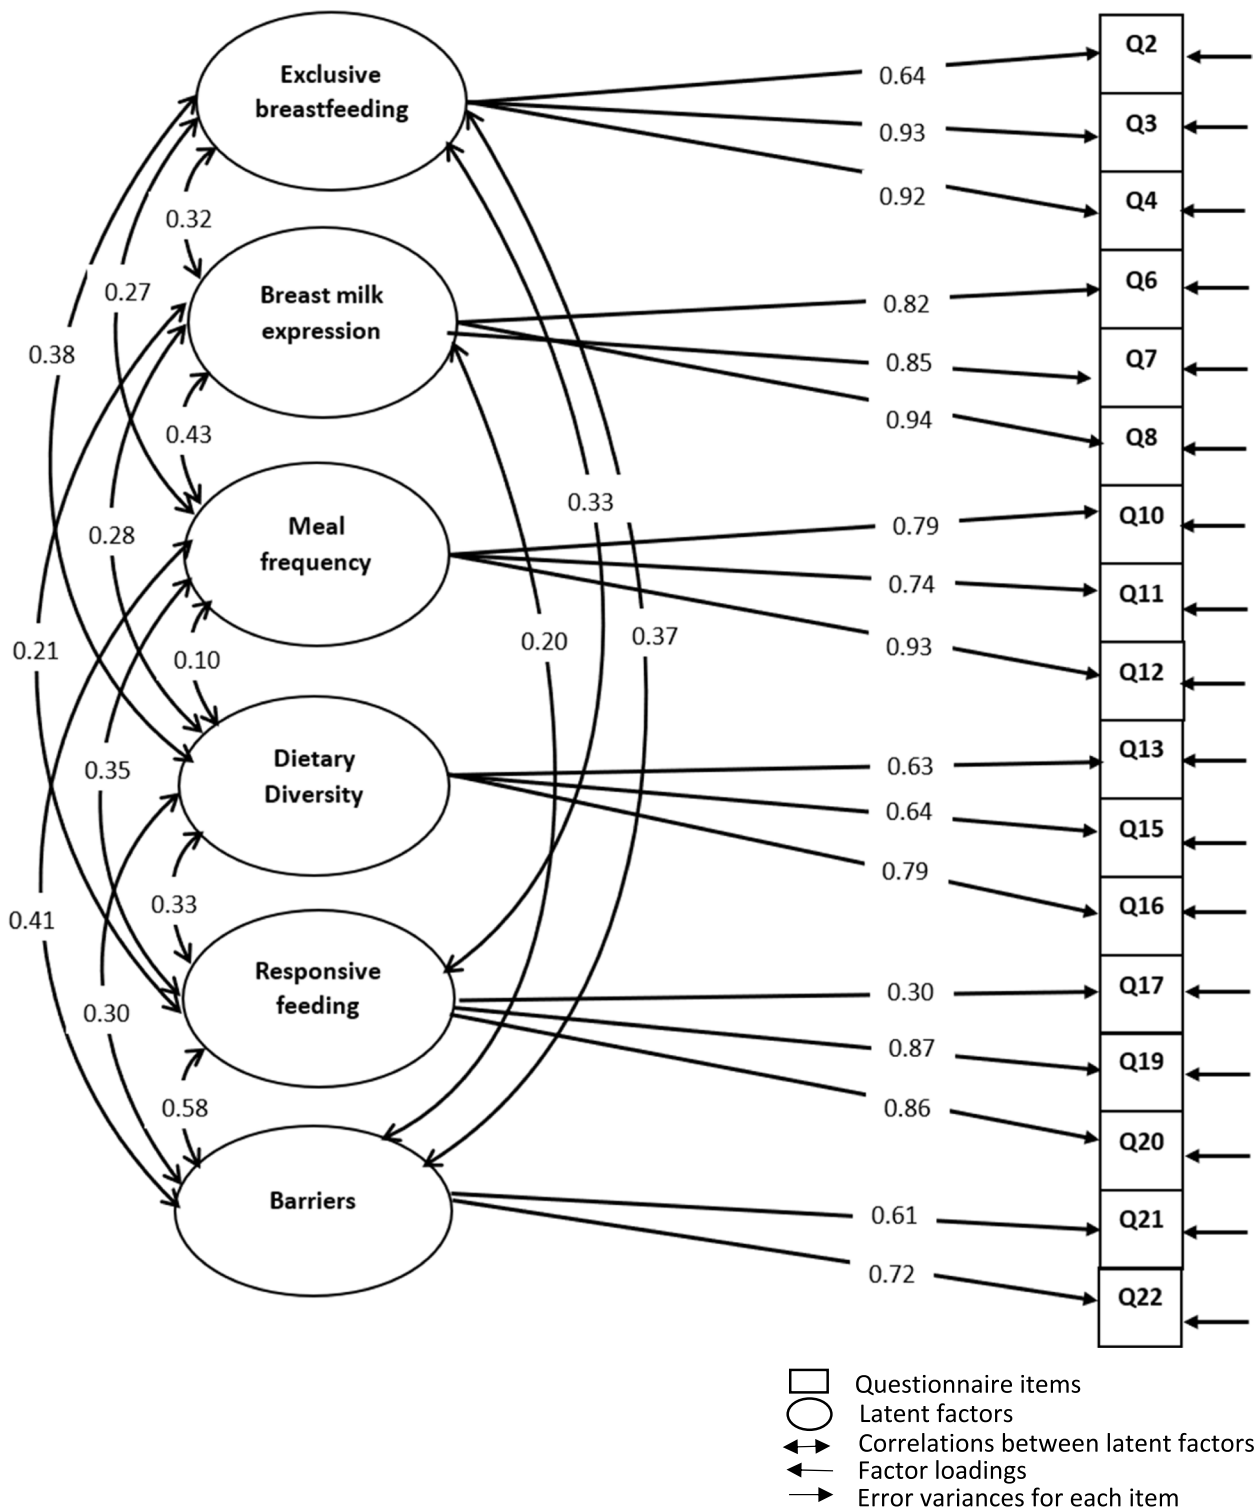 Exclusive
breastfeeding
0.64
Q2
0.93
Q3
0.92
Q4
0.32
0.27
0.38
Breast milk
expression
0.82
Q6
0.85
Q7
0.94
Q8
0.43
0.28
0.33
Meal
frequency
0.79
Q10
0.74
Q11
0.93
Q12
0.21
0.10
0.20
0.37
0.35
Dietary
Diversity
0.63
Q13
0.64
Q15
0.79
Q16
0.33
0.41
Responsive
feeding
0.30
Q17
0.87
Q19
0.86
Q20
0.30
0.58
Barriers
0.61
Q21
0.72
Q22
Questionnaire items
Latent factors
Correlations between latent factors
Factor loadings
Error variances for each item